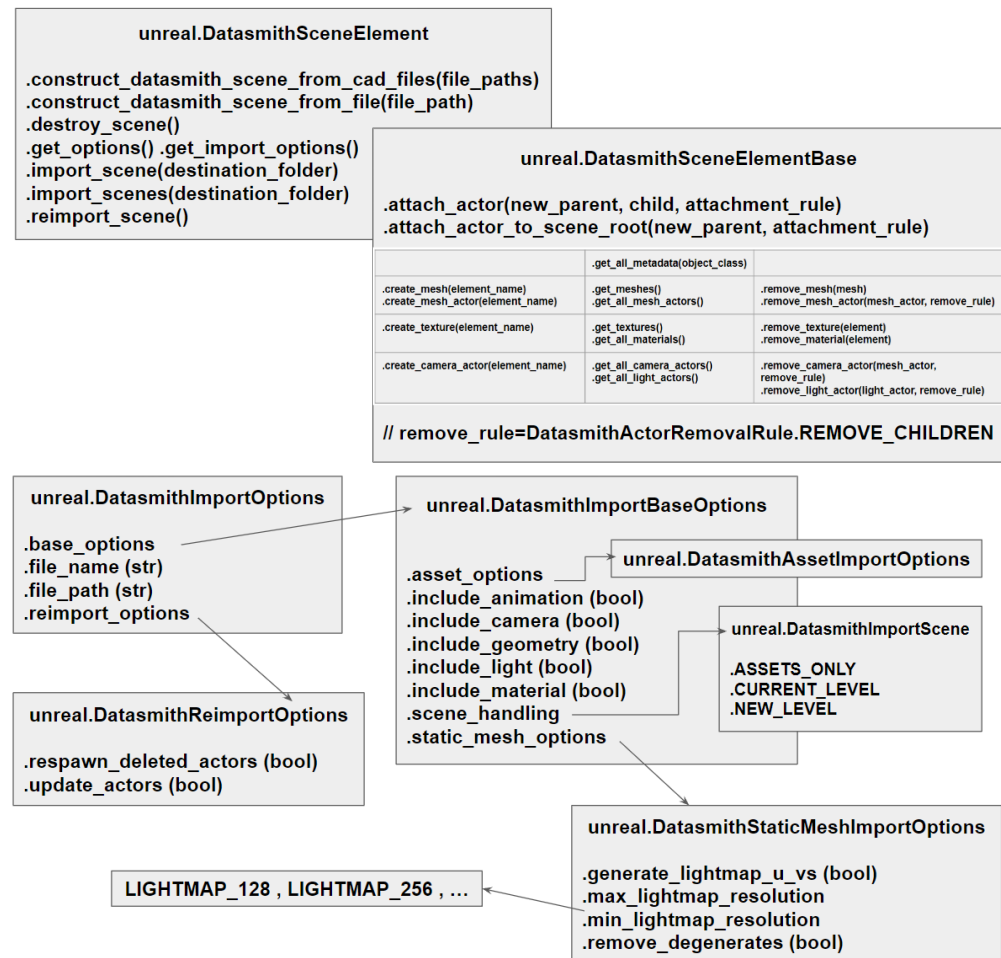 unreal.DatasmithSceneElement
.construct_datasmith_scene_from_cad_files(file_paths)
.construct_datasmith_scene_from_file(file_path)
.destroy_scene()
.get_options() .get_import_options()
.import_scene(destination_folder)
.import_scenes(destination_folder)
.reimport_scene()
unreal.DatasmithSceneElementBase
.attach_actor(new_parent, child, attachment_rule)
.attach_actor_to_scene_root(new_parent, attachment_rule)
.get_all_metadata(object_class)
.create_mesh(element_name)
.create_mesh_actor(element_name)
.get_meshes()
.get_all_mesh_actors()
.remove_mesh(mesh)
.remove_mesh_actor(mesh_actor, remove_rule)
.create_texture(element_name)
.get_textures()
.get_all_materials()
.remove_texture(element)
.remove_material(element)
.create_camera_actor(element_name)
.get_all_camera_actors()
.get_all_light_actors()
.remove_camera_actor(mesh_actor,
remove_rule)
.remove_light_actor(light_actor, remove_rule)
// remove_rule=DatasmithActorRemovalRule.REMOVE_CHILDREN
unreal.DatasmithImportOptions
.base_options
.file_name (str)
.file_path (str)
.reimport_options
unreal.DatasmithImportBaseOptions
.asset_options
.include_animation (bool)
.include_camera (bool)
.include_geometry (bool)
.include_light (bool)
.include_material (bool)
.scene_handling
.static_mesh_options
unreal.DatasmithAssetImportOptions
unreal.DatasmithImportScene
.ASSETS_ONLY
.CURRENT_LEVEL
.NEW_LEVEL
unreal.DatasmithReimportOptions
.respawn_deleted_actors (bool)
.update_actors (bool)
unreal.DatasmithStaticMeshImportOptions
.generate_lightmap_u_vs (bool)
.max_lightmap_resolution
.min_lightmap_resolution
.remove_degenerates (bool)
LIGHTMAP_128 , LIGHTMAP_256 , …